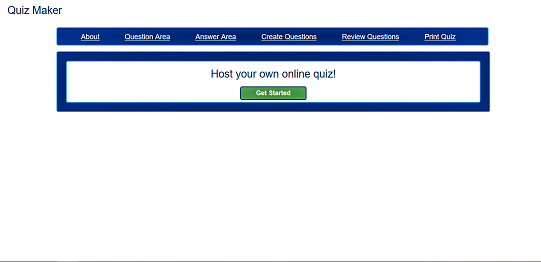 Quiz Maker
About Question Area Answer Area Create Questions Review Questions Print Quiz
Host your own online quiz!
Get Started